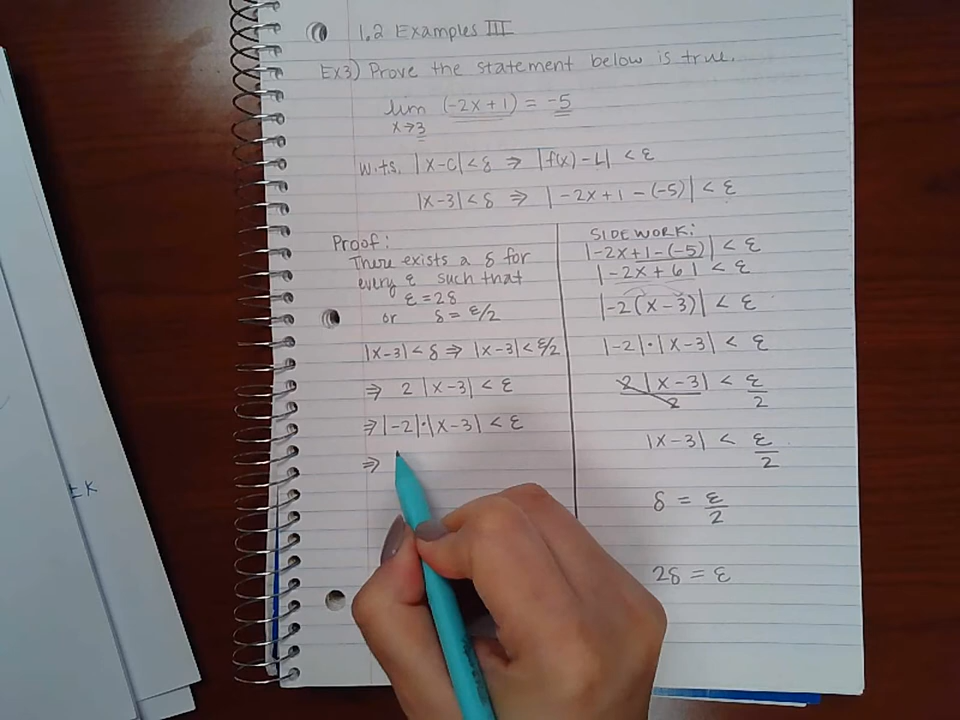 1.2 Examples III
Ex3) Prove the statement below is true.
lim (-2x+1) = -5
x→3
w.t.s. |x-c|<δ ⇒ |f(x)-L| < ε
|x-3|<δ ⇒ |-2x+1-(-5)| < ε
Proof:
There exists a δ for
every ε such that
ε = 2δ
or δ = ε/2
|x-3|<δ ⇒ |x-3|<ε/2
⇒ 2|x-3| < ε
⇒ |-2|·|x-3| < ε
⇒
SIDEWORK:
|-2x+1-(-5)| < ε
|-2x+6| < ε
|-2(x-3)| < ε
|-2|·|x-3| < ε
2|x-3| < ε
2 2
|x-3| < ε
2
δ = ε
2
2δ = ε
EK